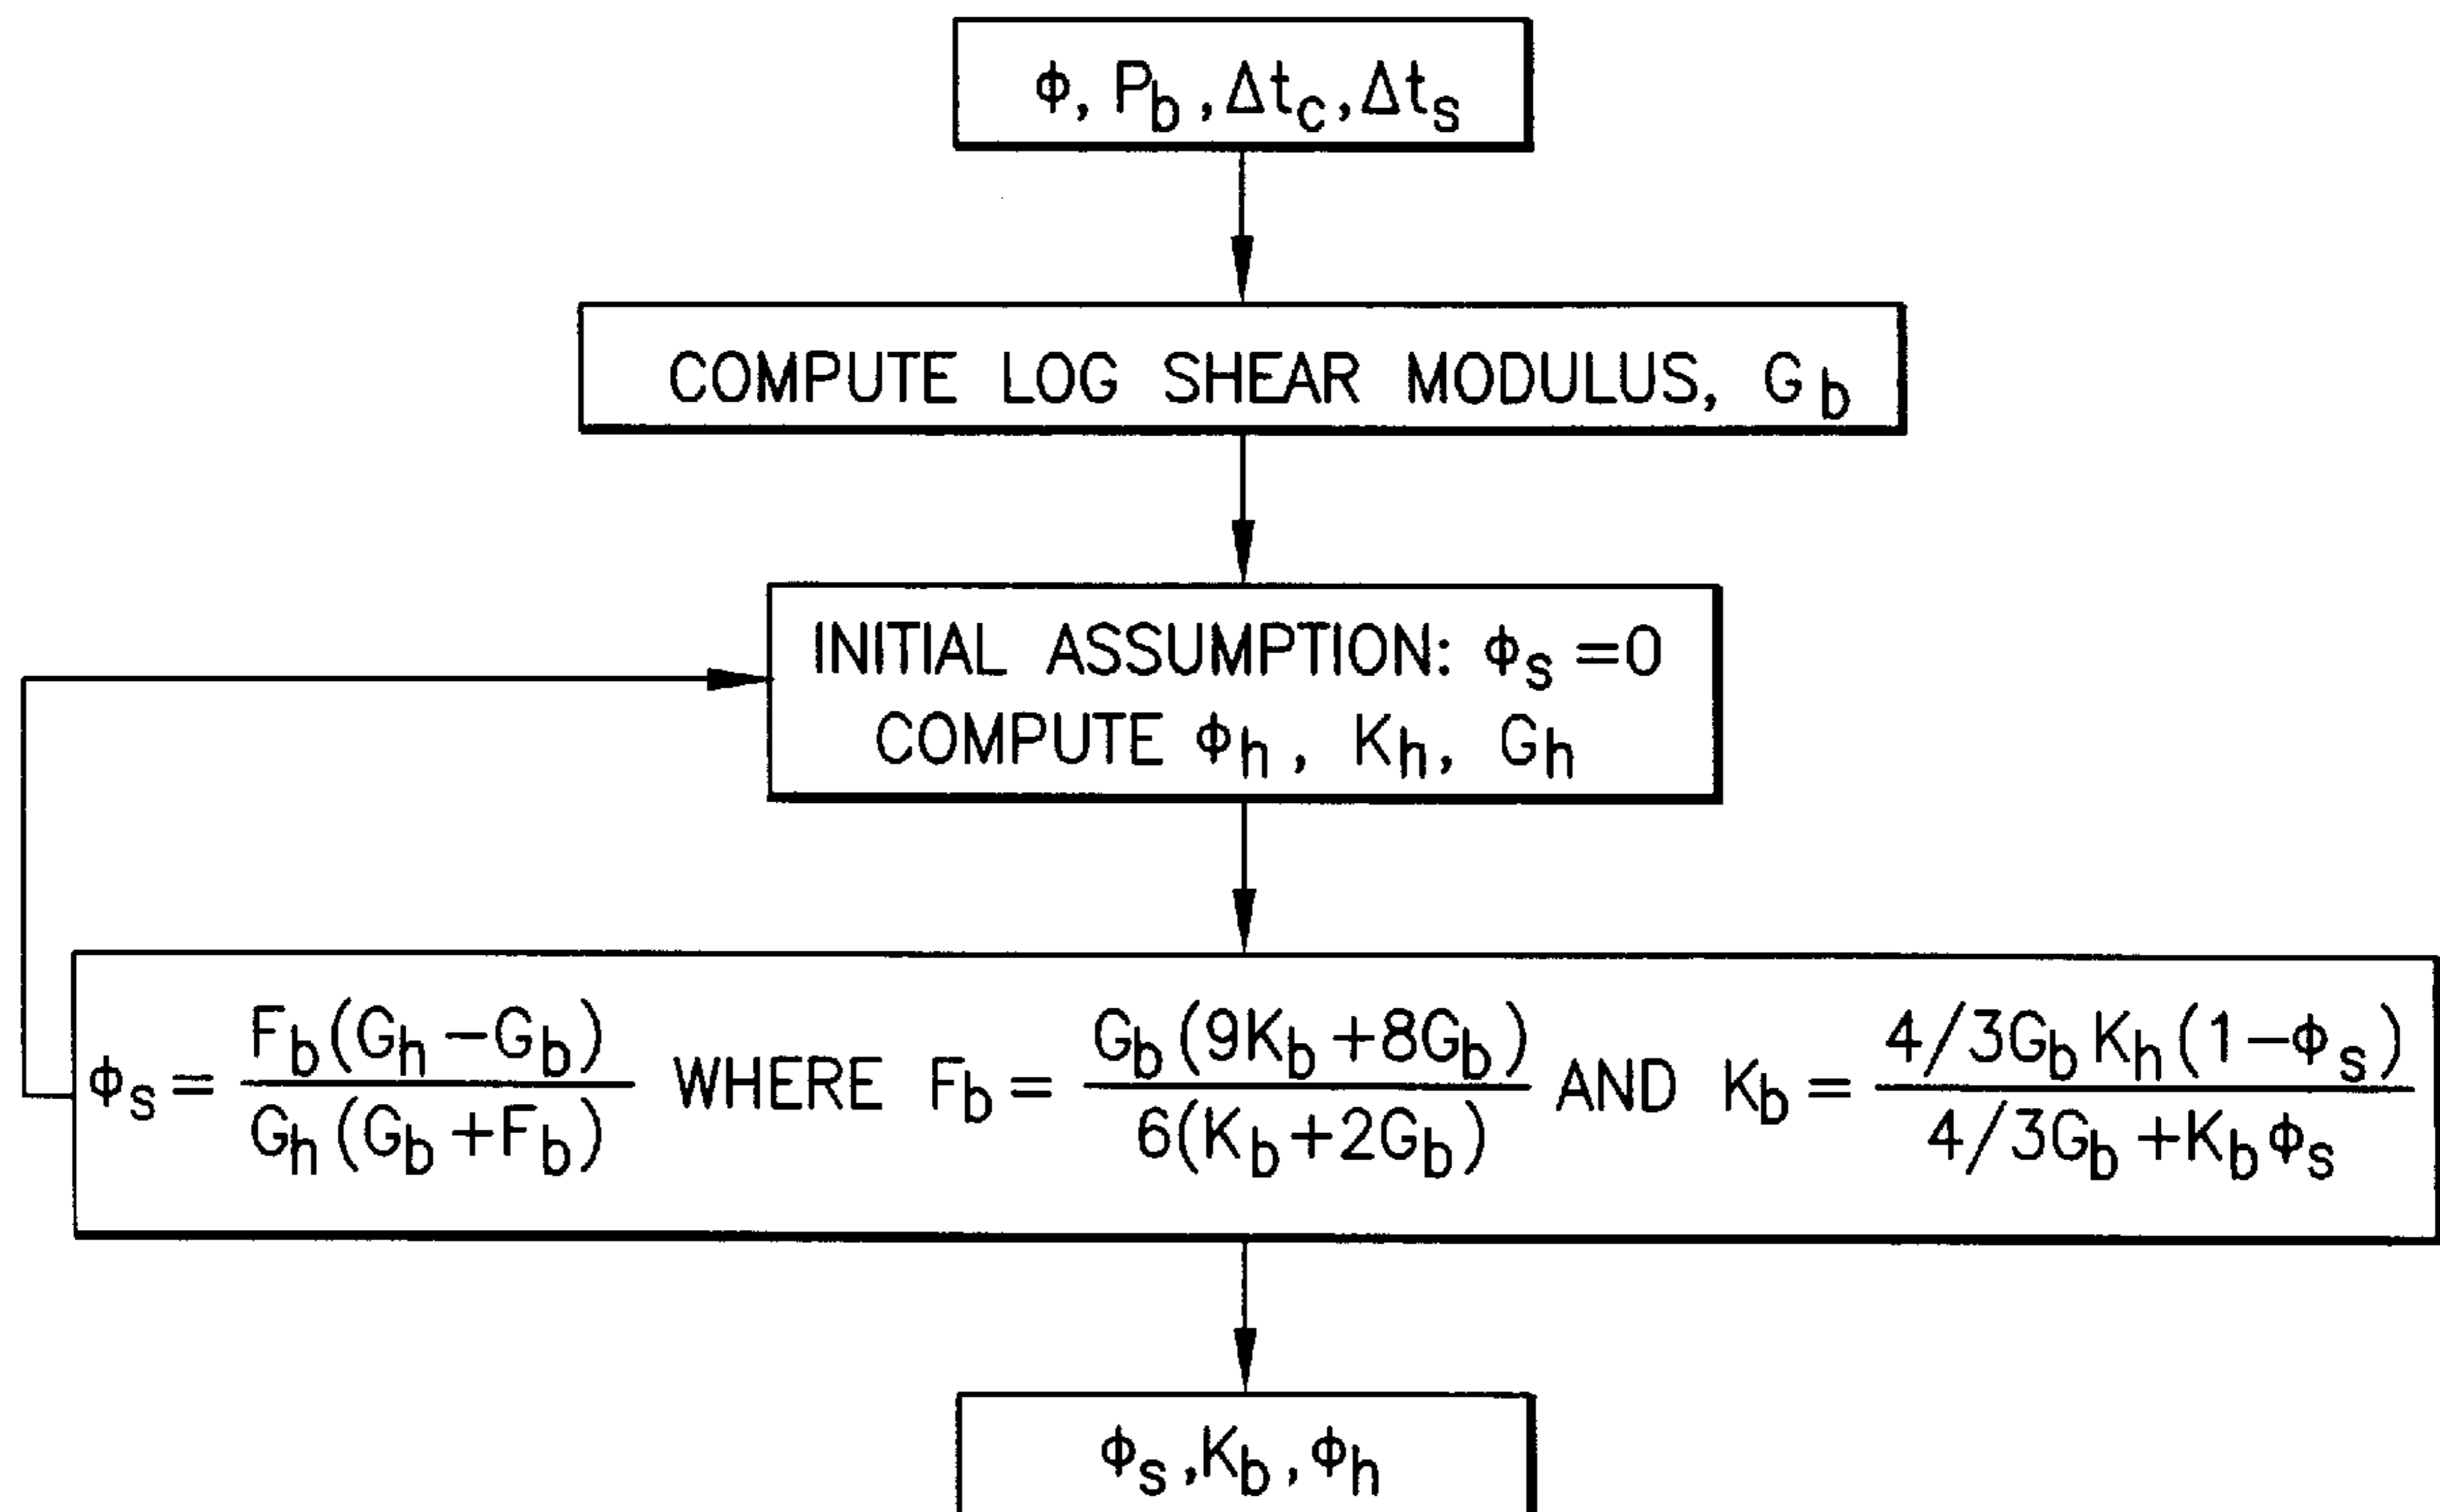 ϕ, P_b, Δt_c, Δt_s
COMPUTE LOG SHEAR MODULUS, G_b
INITIAL ASSUMPTION: ϕ_s=0
COMPUTE ϕ_h, K_h, G_h
ϕ_s = F_b(G_h-G_b) / G_h(G_b+F_b) WHERE F_b = G_b(9K_b+8G_b) / 6(K_b+2G_b) AND K_b = 4/3G_b K_h(1-ϕ_s) / 4/3G_b+K_bϕ_s
ϕ_s, K_b, ϕ_h